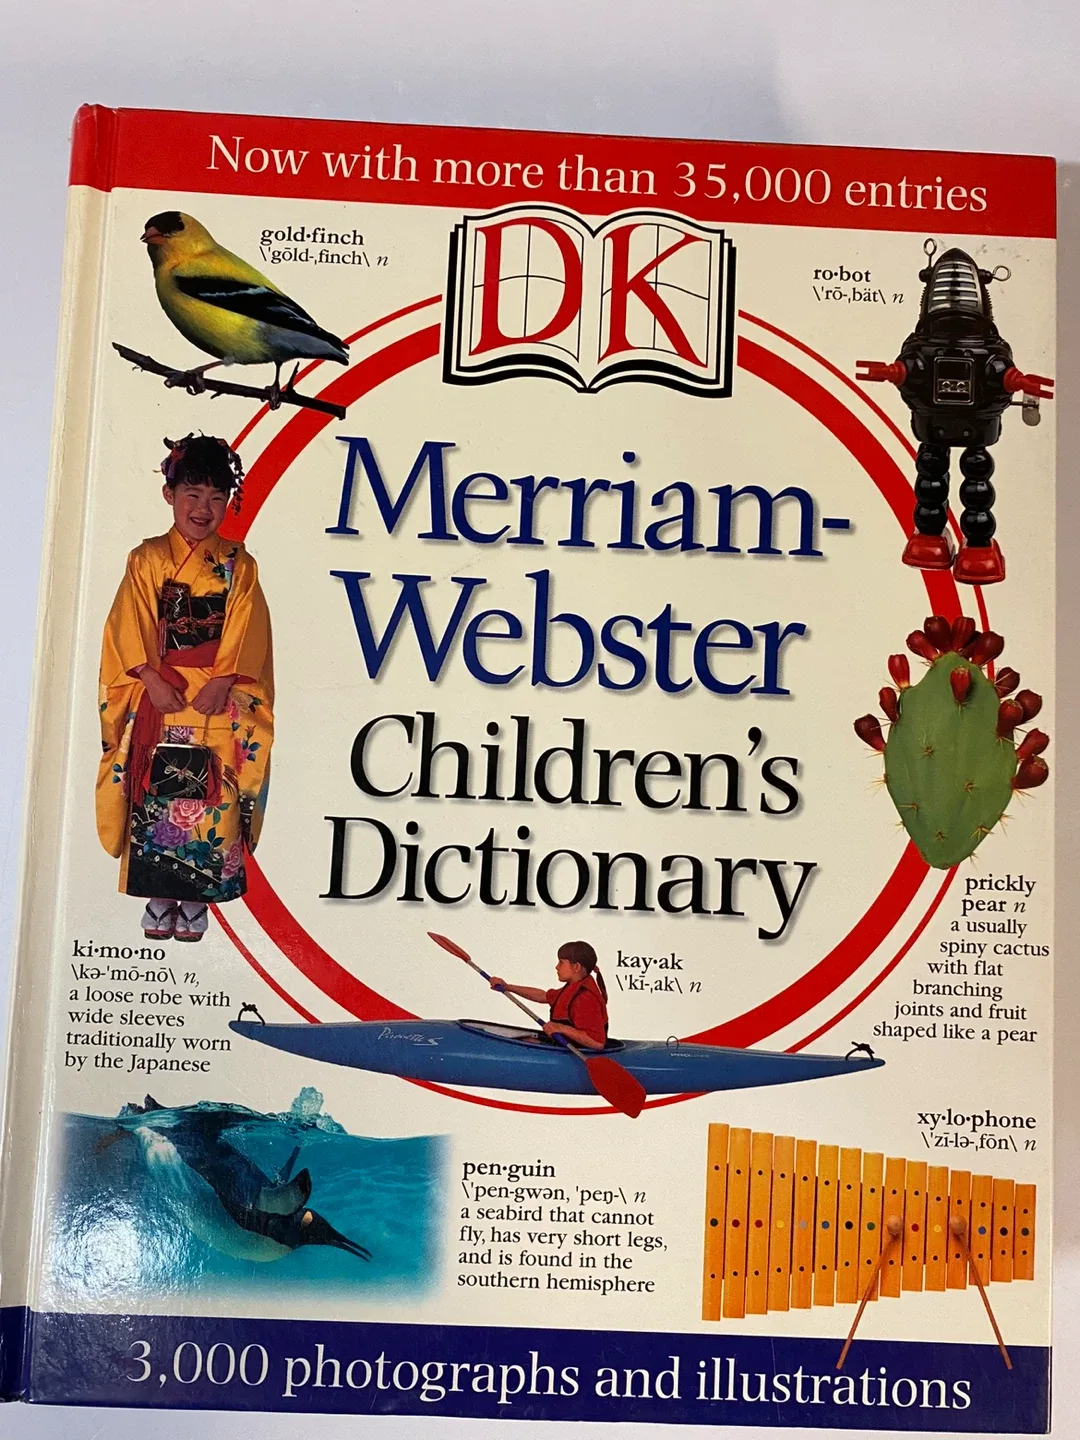 Now with more than 35,000 entries
DK
gold•finch
\ˈgōld-ˌfinch\ n
ro•bot
\ˈrō-ˌbät\ n
Merriam-
Webster
Children's
Dictionary
prickly
pear n
a usually
spiny cactus
with flat
branching
joints and fruit
shaped like a pear
ki•mo•no
\kə-ˈmō-nō\ n,
a loose robe with
wide sleeves
traditionally worn
by the Japanese
kay•ak
\ˈkī-ˌak\ n
pen•guin
\ˈpen-gwən, ˈpeŋ-\ n
a seabird that cannot
fly, has very short legs,
and is found in the
southern hemisphere
xy•lo•phone
\ˈzī-lə-ˌfōn\ n
3,000 photographs and illustrations